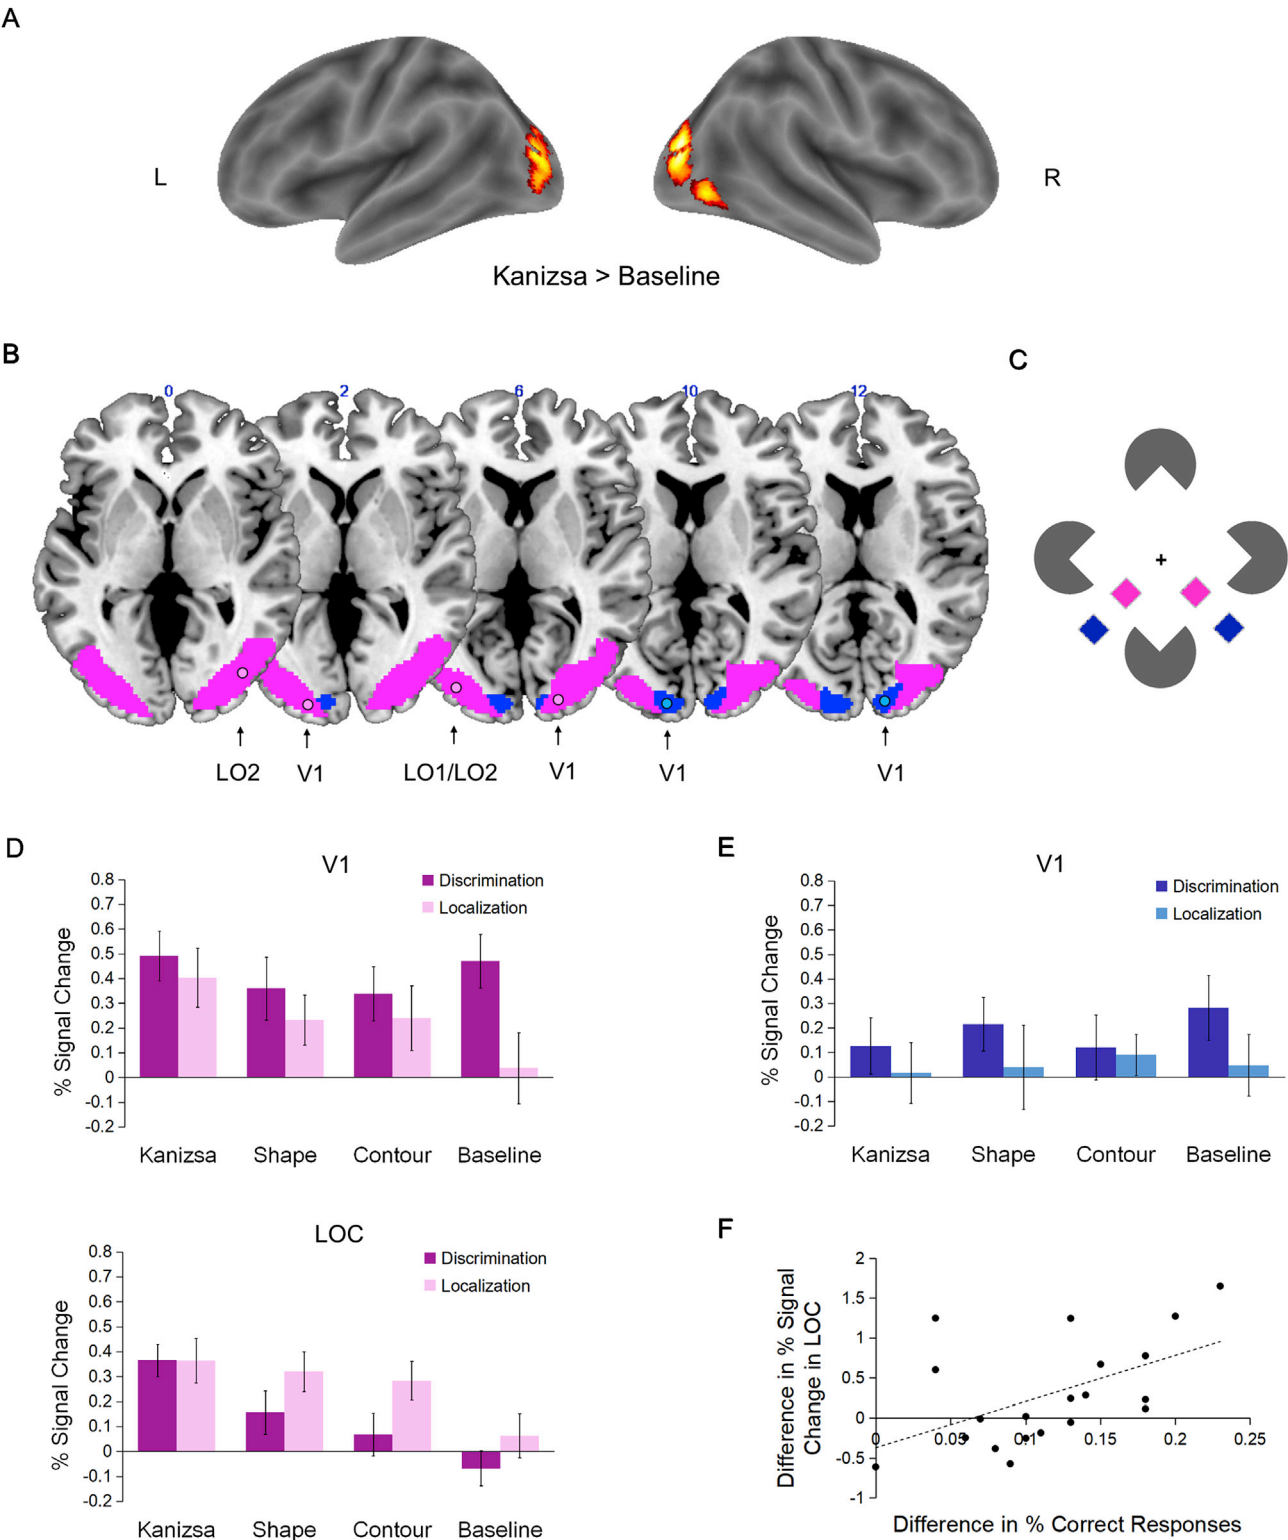 A
L
R
Kanizsa > Baseline
B
0 2 6 10 12
LO2 V1 LO1/LO2 V1 V1 V1
C
+
D
V1
Discrimination
Localization
% Signal Change
0.8
0.7
0.6
0.5
0.4
0.3
0.2
0.1
0
-0.1
-0.2
Kanizsa Shape Contour Baseline
E
V1
Discrimination
Localization
% Signal Change
0.8
0.7
0.6
0.5
0.4
0.3
0.2
0.1
0
-0.1
-0.2
Kanizsa Shape Contour Baseline
LOC
Discrimination
Localization
% Signal Change
0.8
0.7
0.6
0.5
0.4
0.3
0.2
0.1
0
-0.1
-0.2
Kanizsa Shape Contour Baseline
F
Difference in % Signal
Change in LOC
2
1.5
1
0.5
0
-0.5
-1
0 0.05 0.1 0.15 0.2 0.25
Difference in % Correct Responses